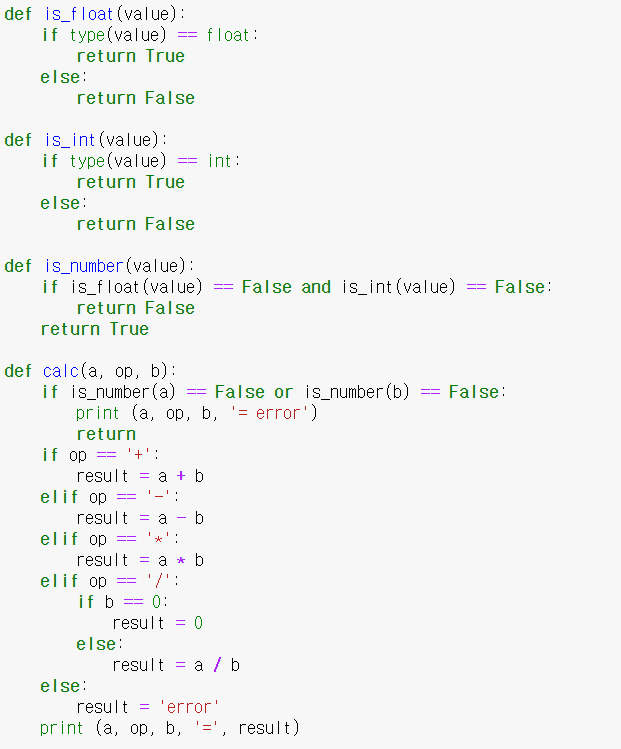 def is_float(value):
    if type(value) == float:
        return True
    else:
        return False

def is_int(value):
    if type(value) == int:
        return True
    else:
        return False

def is_number(value):
    if is_float(value) == False and is_int(value) == False:
        return False
    return True

def calc(a, op, b):
    if is_number(a) == False or is_number(b) == False:
        print (a, op, b, '= error')
        return
    if op == '+':
        result = a + b
    elif op == '-':
        result = a - b
    elif op == '*':
        result = a * b
    elif op == '/':
        if b == 0:
            result = 0
        else:
            result = a / b
    else:
        result = 'error'
    print (a, op, b, '=', result)